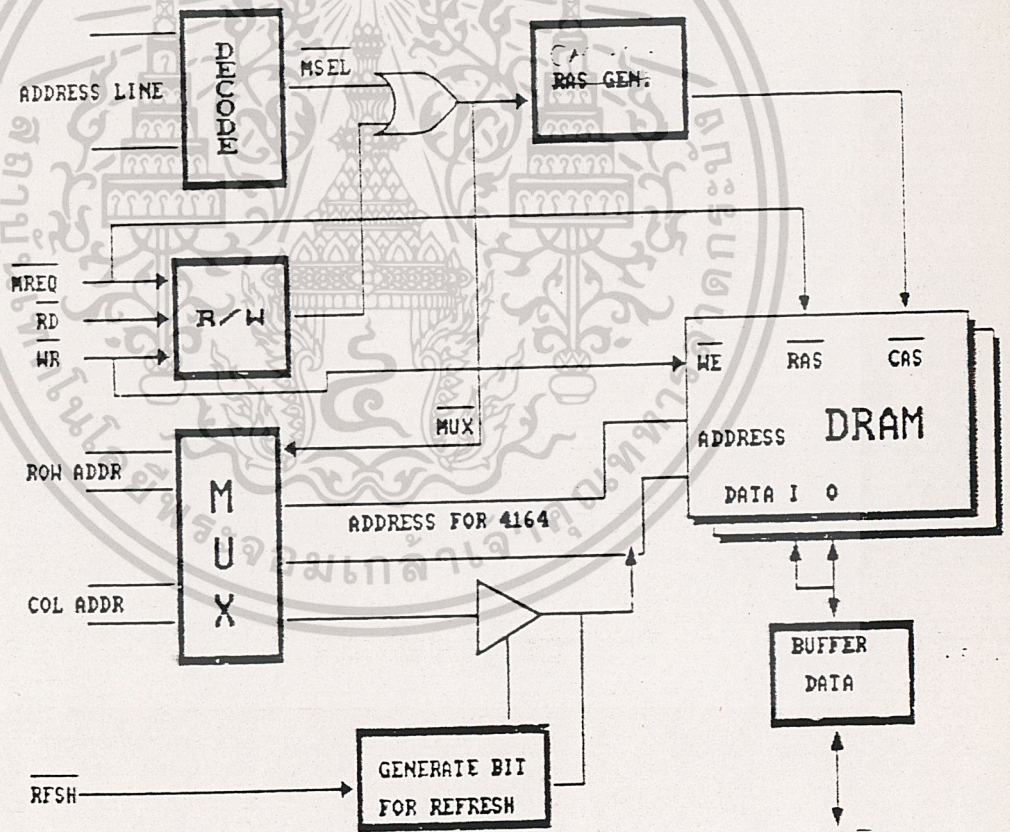 ADDRESS LINE
DECODE
MSEL
RAS GEN.
MREQ
RD
WR
R/W
WE
RAS
CAS
MUX
ADDRESS
DRAM
DATA I O
ROW ADDR
MUX
ADDRESS FOR 4164
COL ADDR
BUFFER
DATA
RFSH
GENERATE BIT
FOR REFRESH